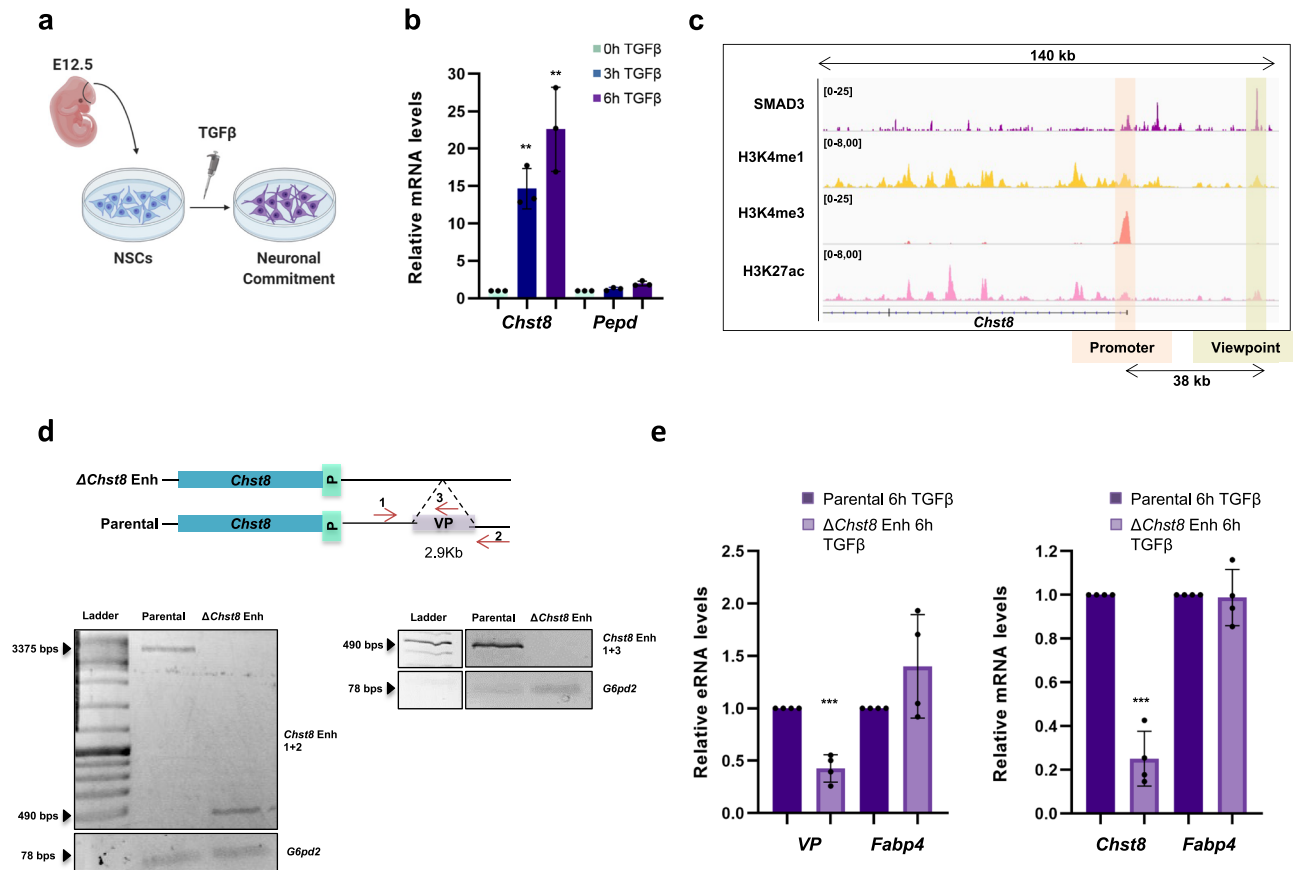 a
E12.5
TGFβ
NSCs
Neuronal
Commitment
b
0h TGFβ
3h TGFβ
6h TGFβ
Relative mRNA levels
30
25
20
15
10
5
0
**
**
Chst8
Pepd
c
140 kb
SMAD3
[0-25]
H3K4me1
[0-8,00]
H3K4me3
[0-25]
H3K27ac
[0-8,00]
Chst8
Promoter
Viewpoint
38 kb
d
ΔChst8 Enh
Chst8
P
Parental
Chst8
P
1
3
VP
2
2.9Kb
Ladder
Parental
ΔChst8 Enh
3375 bps
Chst8 Enh
1+2
490 bps
78 bps
G6pd2
Ladder
Parental
ΔChst8 Enh
490 bps
Chst8 Enh
1+3
78 bps
G6pd2
e
Parental 6h TGFβ
ΔChst8 Enh 6h
TGFβ
Relative eRNA levels
2.5
2.0
1.5
1.0
0.5
0.0
***
VP
Fabp4
Parental 6h TGFβ
ΔChst8 Enh 6h
TGFβ
Relative mRNA levels
1.2
1.0
0.8
0.6
0.4
0.2
0.0
***
Chst8
Fabp4